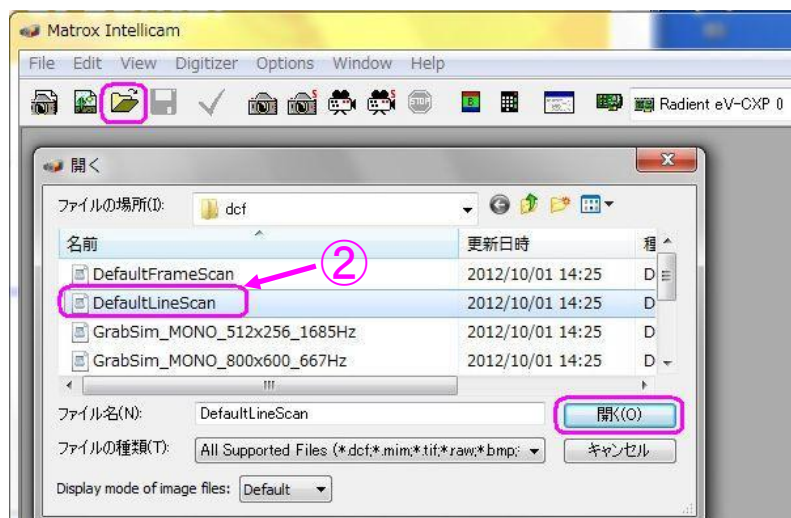 Matrox Intellicam
File Edit View Digitizer Options Window Help
STOP
Radient eV-CXP 0
開く
ファイルの場所(I): dcf
名前 更新日時 種
DefaultFrameScan 2012/10/01 14:25 D
②
DefaultLineScan 2012/10/01 14:25 D
GrabSim_MONO_512x256_1685Hz 2012/10/01 14:25 D
GrabSim_MONO_800x600_667Hz 2012/10/01 14:25 D
ファイル名(N): DefaultLineScan 開く(O)
ファイルの種類(T): All Supported Files (*.dcf;*.mim;*.tif;*.raw;*.bmp; キャンセル
Display mode of image files: Default